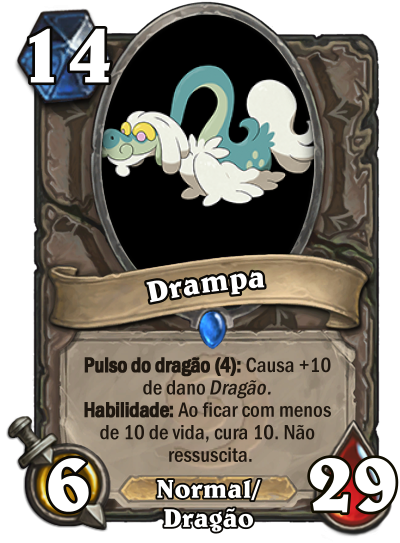 14
Drampa
Pulso do dragão (4): Causa +10
de dano Dragão.
Habilidade: Ao ficar com menos
de 10 de vida, cura 10. Não
ressuscita.
6
Normal/
Dragão
29